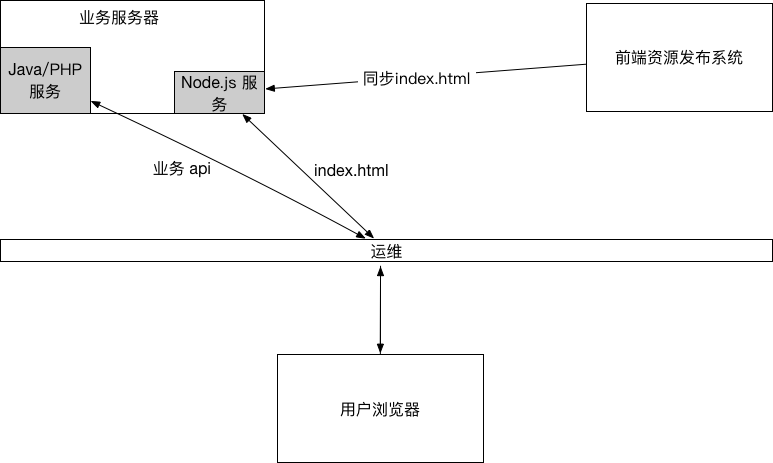 业务服务器
Java/PHP
服务
Node.js 服
务
同步index.html
前端资源发布系统
业务 api
index.html
运维
用户浏览器